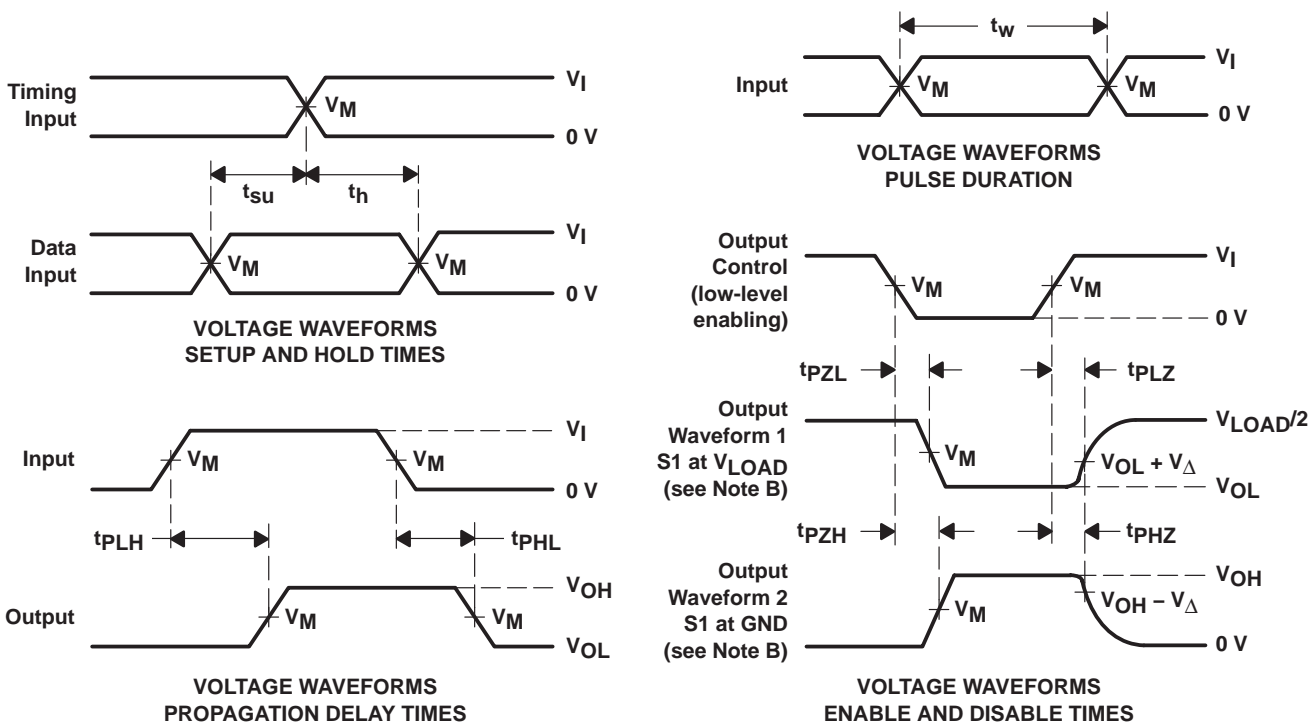 Timing
Input
V_M
V_I
0 V
t_su
t_h
Data
Input
V_M
V_M
V_I
0 V
VOLTAGE WAVEFORMS
SETUP AND HOLD TIMES
t_w
Input
V_M
V_M
V_I
0 V
VOLTAGE WAVEFORMS
PULSE DURATION
Input
V_M
V_M
V_I
0 V
t_PLH
t_PHL
Output
V_M
V_M
V_OH
V_OL
VOLTAGE WAVEFORMS
PROPAGATION DELAY TIMES
Output
Control
(low-level
enabling)
V_M
V_M
V_I
0 V
t_PZL
t_PLZ
Output
Waveform 1
S1 at V_LOAD
(see Note B)
V_M
V_LOAD/2
V_OL + V_Δ
V_OL
t_PZH
t_PHZ
Output
Waveform 2
S1 at GND
(see Note B)
V_M
V_OH
V_OH − V_Δ
0 V
VOLTAGE WAVEFORMS
ENABLE AND DISABLE TIMES